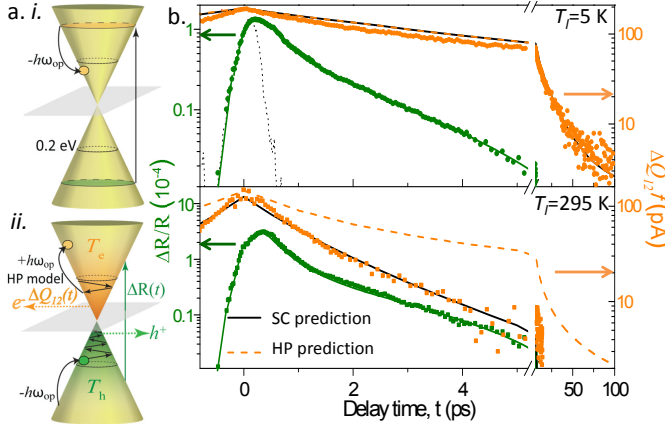 a. i.
-ħω_op
0.2 eV
ii.
T_e
+ħω_op
HP model
e⁻ ΔQ₁₂(t)
ΔR(t)
h⁺
T_h
-ħω_op
b.
T_l=5 K
1
0.1
100
10
ΔR/R (10⁻⁴)
ΔQ₁₂, t (pA)
T_l=295 K
10
1
0.1
100
10
SC prediction
HP prediction
0 2 4 50 100
Delay time, t (ps)